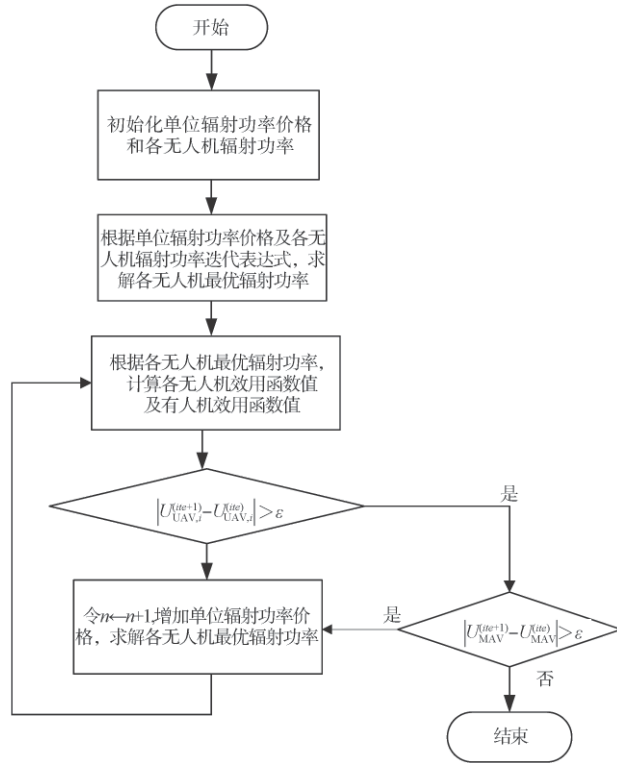 开始
初始化单位辐射功率价格
和各无人机辐射功率
根据单位辐射功率价格及各无
人机辐射功率迭代表达式，求
解各无人机最优辐射功率
根据各无人机最优辐射功率，
计算各无人机效用函数值
及有人机效用函数值
|U_{UAV,i}^{(ite+1)}-U_{UAV,i}^{(ite)}|>ε
是
令n←n+1,增加单位辐射功率价
格，求解各无人机最优辐射功率
是
|U_{MAV}^{(ite+1)}-U_{MAV}^{(ite)}|>ε
否
结束